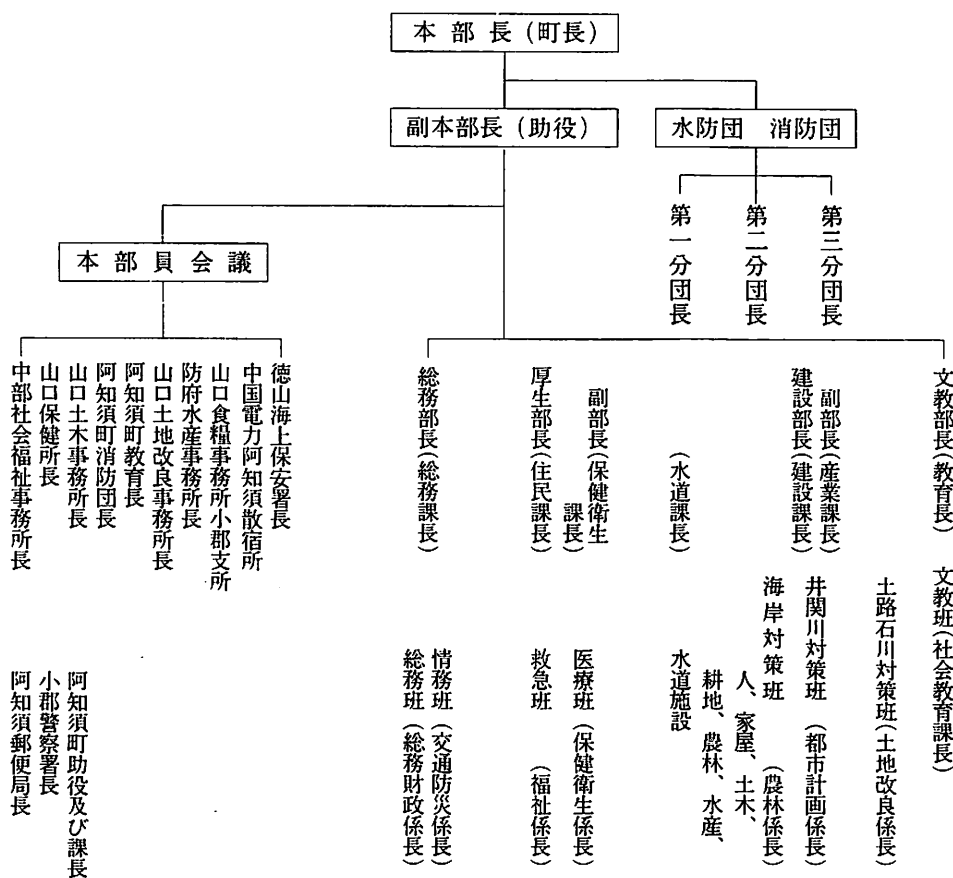 本部長(町長)
副本部長(助役)
水防団 消防団
第一分団長
第二分団長
第三分団長
本部員会議
徳山海上保安署長
中国電力阿知須散宿所
山口食糧事務所小郡支所
防府水産事務所長
山口土地改良事務所長
阿知須町教育長
阿知須町消防団長
山口土木事務所長
山口保健所長
中部社会福祉事務所長
阿知須町助役及び課長
小郡警察署長
阿知須郵便局長
総務部長(総務課長)
情務班(交通防災係長)
総務班(総務財政係長)
副部長(保健衛生
課長)
厚生部長(住民課長)
医療班(保健衛生係長)
救急班 (福祉係長)
(水道課長)
水道施設
副部長(産業課長)
建設部長(建設課長)
土路石川対策班(土地改良係長)
井関川対策班 (都市計画係長)
海岸対策班 (農林係長)
人、家屋、土木、
耕地、農林、水産、
文教部長(教育長)
文教班(社会教育課長)